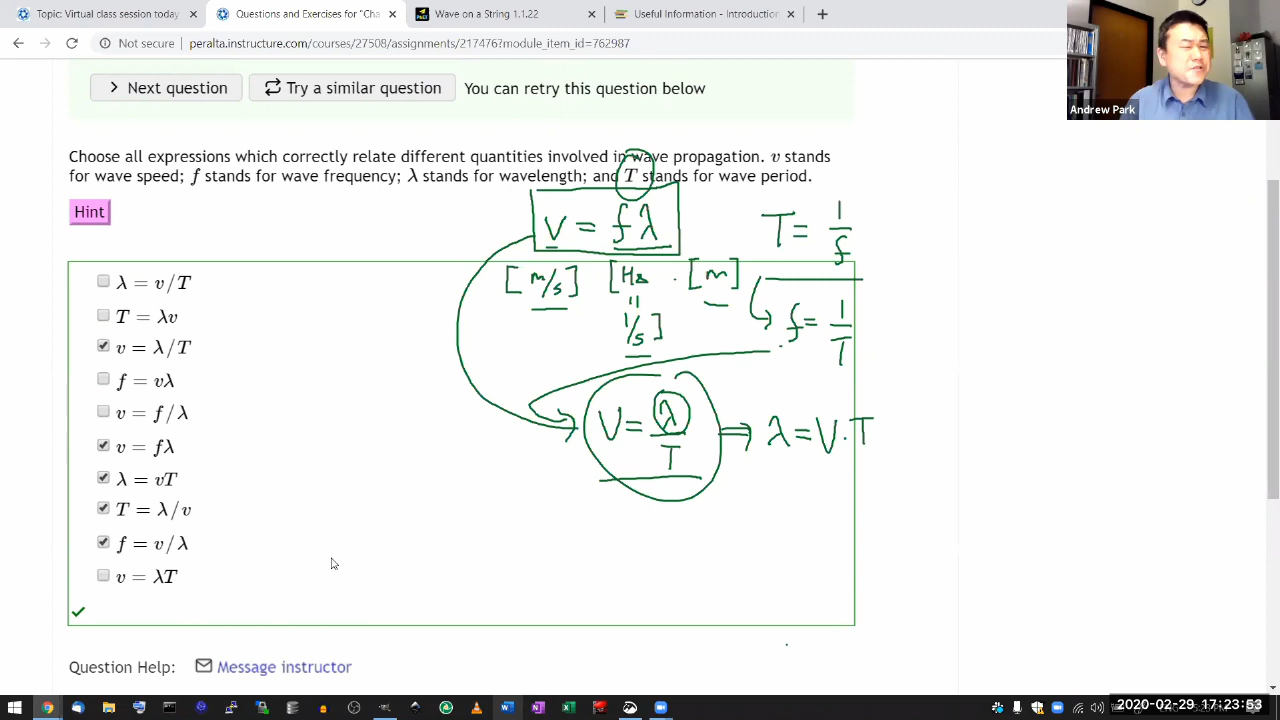 Topic: Virtual class session
Questions and Exercises for "Cha
Wave on a String 1.1.22
Useful Information - Introduction
Not secure | peralta.instructure.com/courses/27508/assignments/
module_item_id=762987
Andrew Park
Next question
Try a similar question
You can retry this question below
Choose all expressions which correctly relate different quantities involved in wave propagation. v stands
for wave speed; f stands for wave frequency; λ stands for wavelength; and T stands for wave period.
Hint
v = fλ
T = 1/f
[m/s] [Hz · [m]
=
1/s]
f = 1/T
V = λ/T ⇒ λ = V·T
λ = v/T
T = λv
v = λ/T
f = vλ
v = f/λ
v = fλ
λ = vT
T = λ/v
f = v/λ
v = λT
Question Help:
Message instructor
2020-02-29 17:23:53